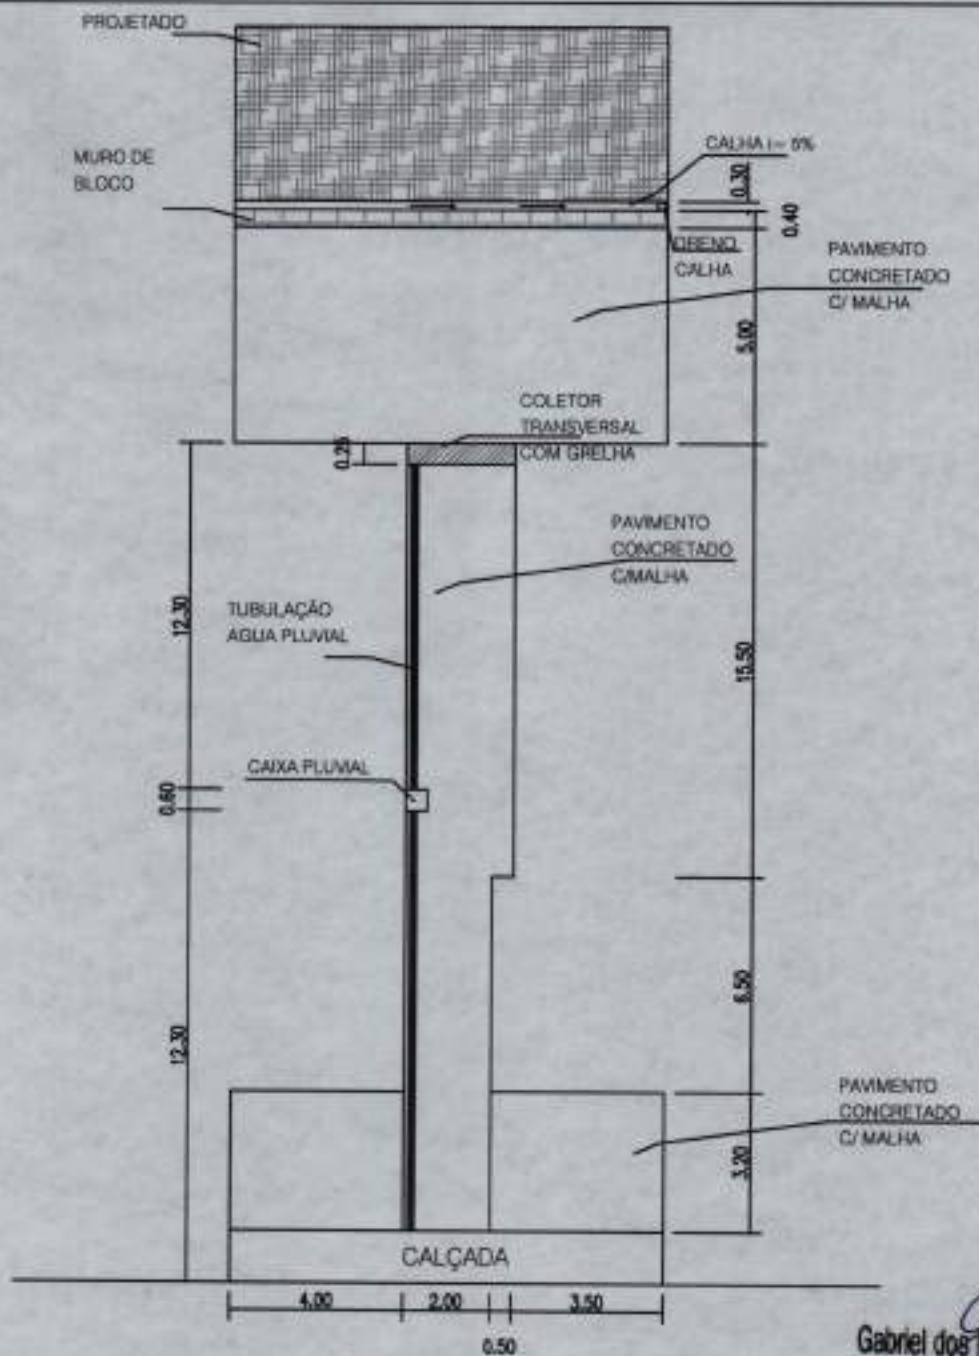 PROJETADO
MURO DE
BLOCO
CALHA i= 5%
0.30
0.40
DRENO
CALHA
PAVIMENTO
CONCRETADO
C/ MALHA
5.00
COLETOR
TRANSVERSAL
COM GRELHA
0.25
PAVIMENTO
CONCRETADO
C/MALHA
12.30
TUBULAÇÃO
AGUA PLUVIAL
15.50
CAIXA PLUVIAL
0.60
6.50
12.30
PAVIMENTO
CONCRETADO
C/ MALHA
3.20
CALÇADA
4.00
2.00
3.50
0.50
Gabriel dos